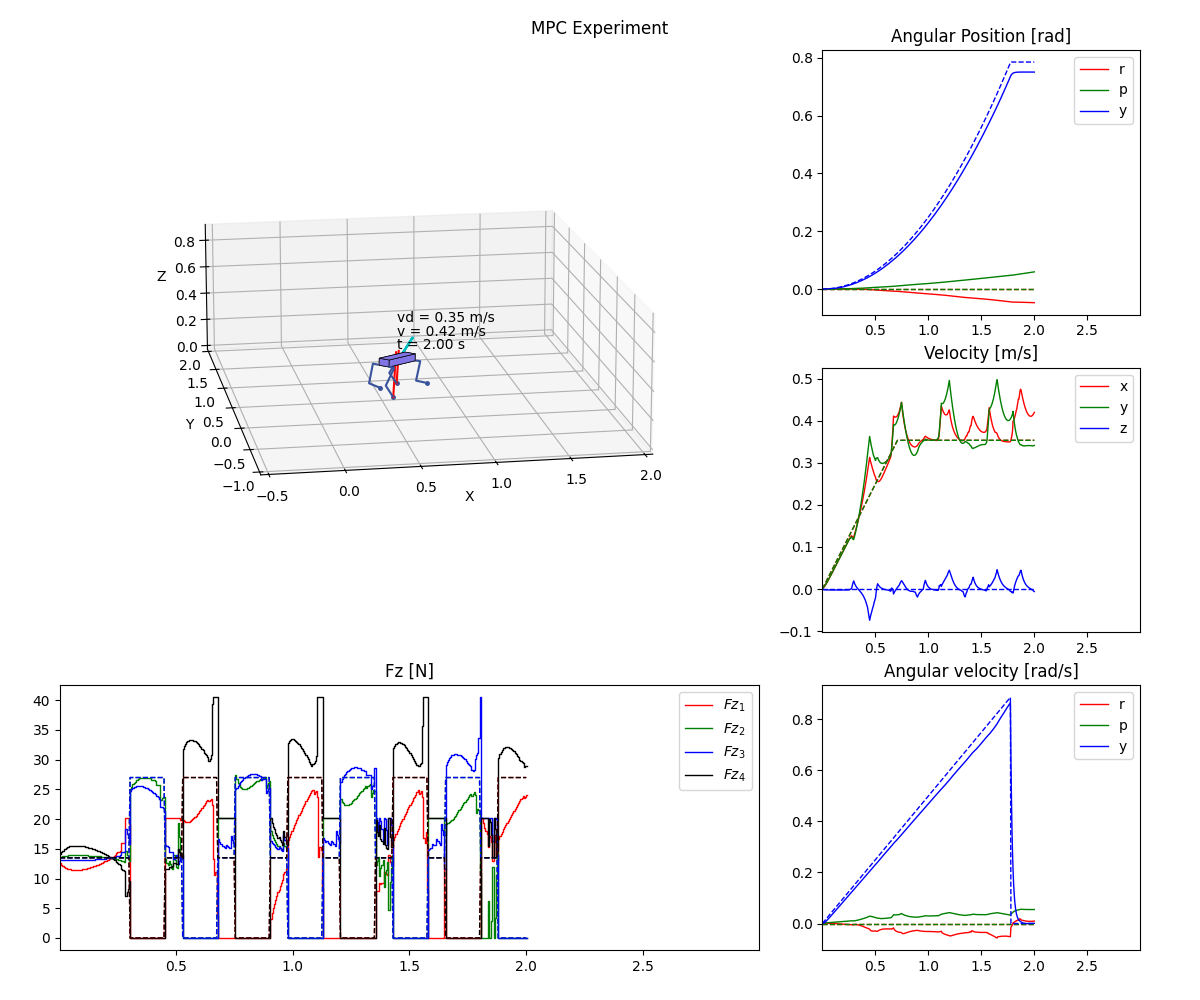 MPC Experiment
Angular Position [rad]
0.8
0.6
0.4
0.2
0.0
r
p
y
0.5
1.0
1.5
2.0
2.5
Z
0.8
0.6
0.4
0.2
0.0
vd = 0.35 m/s
v = 0.42 m/s
t = 2.00 s
2.0
1.5
1.0
0.5
0.0
−0.5
−1.0
Y
−0.5
0.0
0.5
1.0
1.5
2.0
X
Velocity [m/s]
0.5
0.4
0.3
0.2
0.1
0.0
−0.1
x
y
z
0.5
1.0
1.5
2.0
2.5
Fz [N]
40
35
30
25
20
15
10
5
0
Fz1
Fz2
Fz3
Fz4
0.5
1.0
1.5
2.0
2.5
Angular velocity [rad/s]
0.8
0.6
0.4
0.2
0.0
r
p
y
0.5
1.0
1.5
2.0
2.5